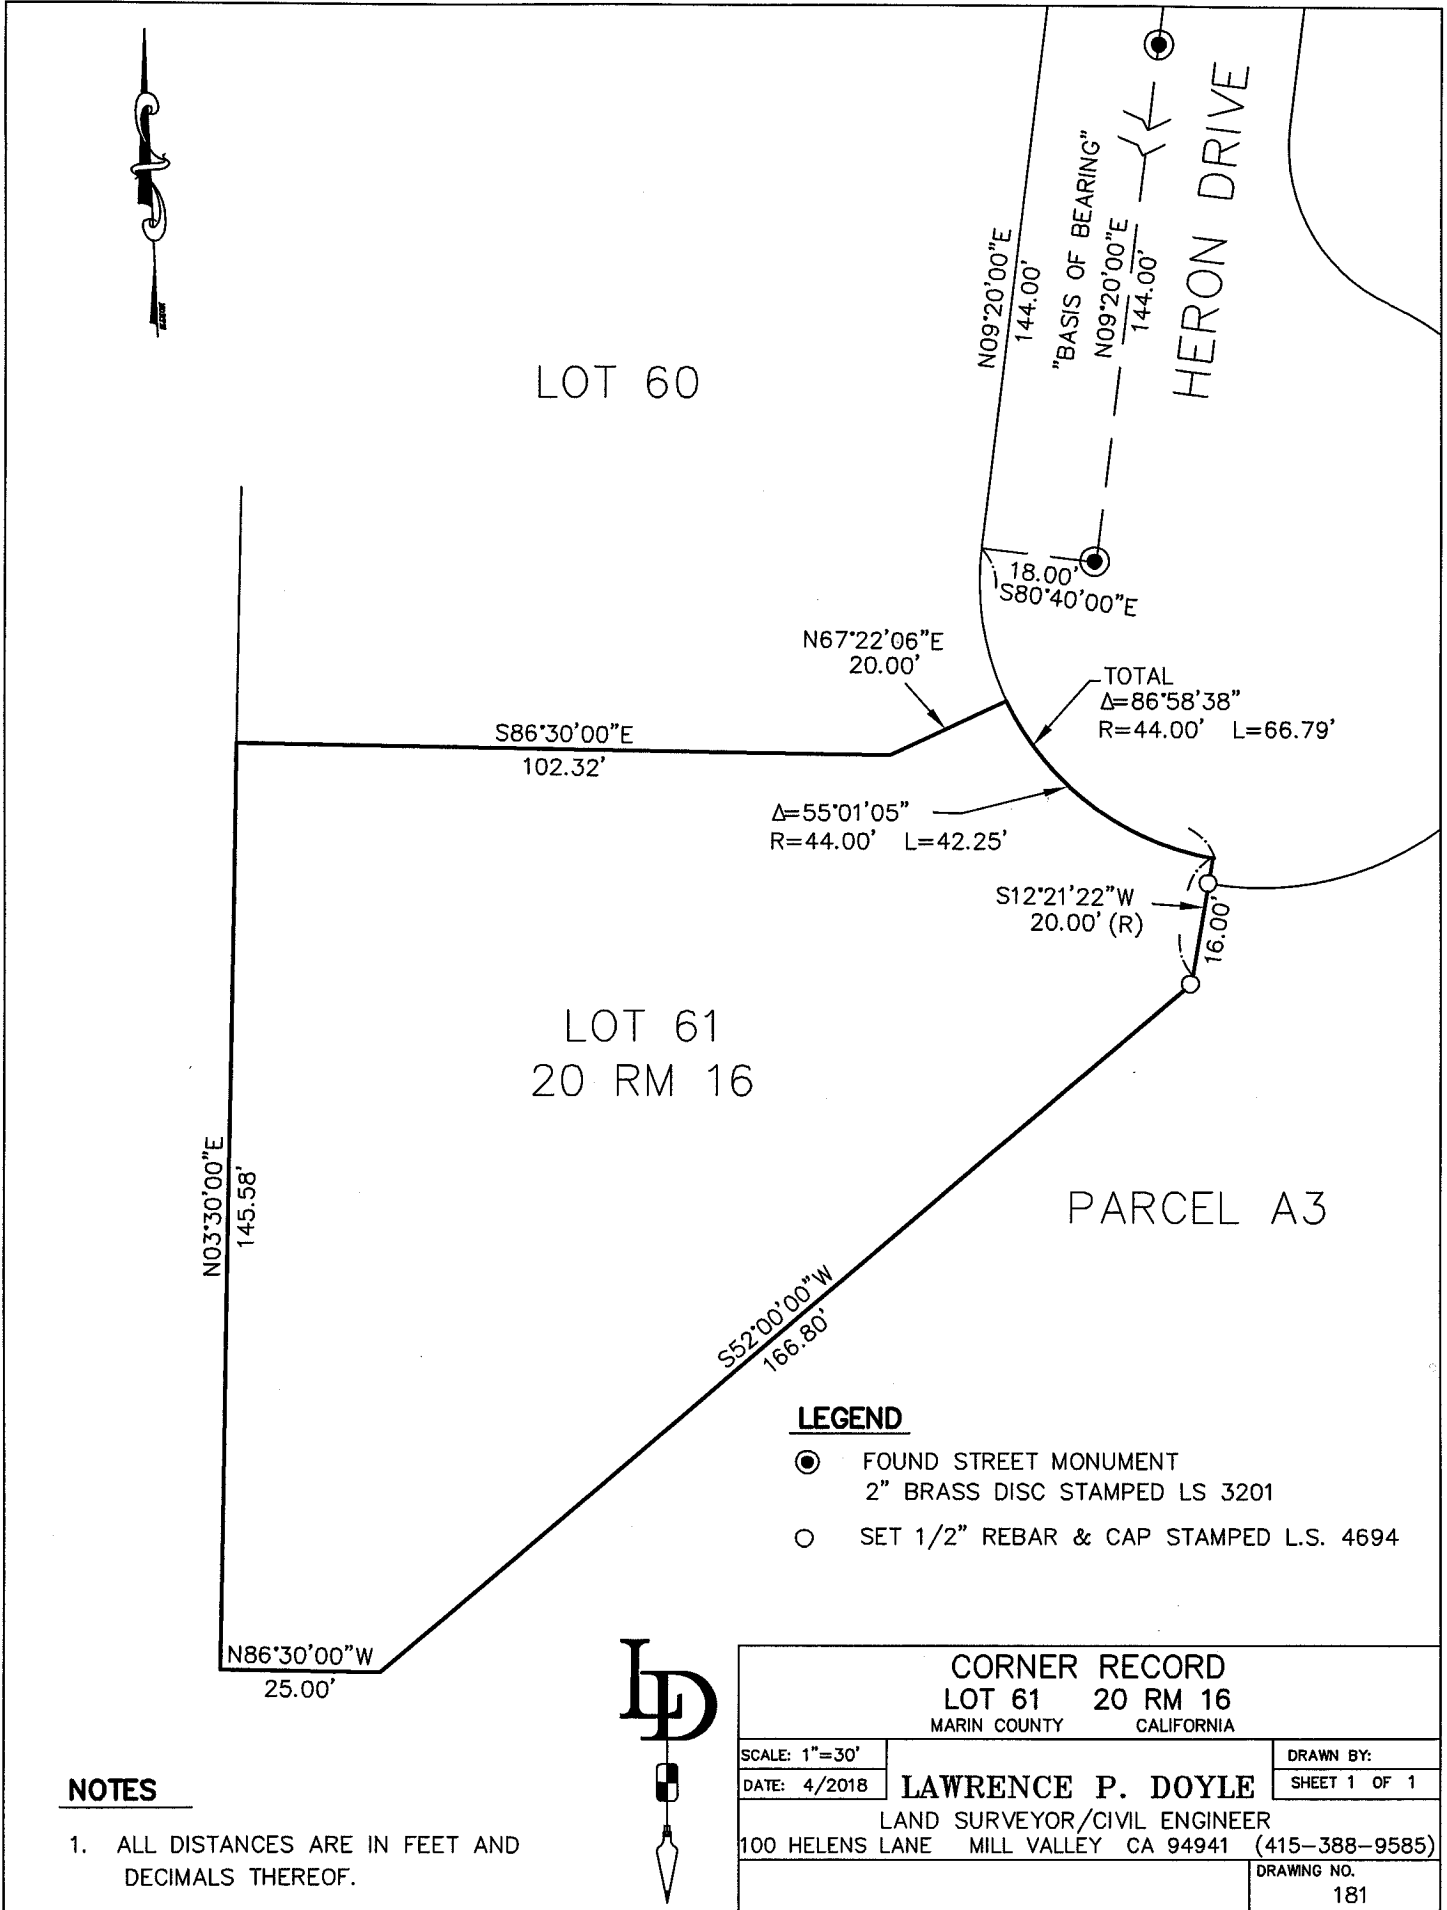 HERON DRIVE
"BASIS OF BEARING"
N09°20'00"E
144.00'
N09°20'00"E
144.00'
LOT 60
18.00'
S80°40'00"E
N67°22'06"E
20.00'
TOTAL
Δ=86°58'38"
R=44.00' L=66.79'
S86°30'00"E
102.32'
Δ=55°01'05"
R=44.00' L=42.25'
S12°21'22"W
20.00' (R)
16.00'
LOT 61
20 RM 16
N03°30'00"E
145.58'
PARCEL A3
S52°00'00"W
166.80'
LEGEND
FOUND STREET MONUMENT
2" BRASS DISC STAMPED LS 3201
SET 1/2" REBAR & CAP STAMPED L.S. 4694
N86°30'00"W
25.00'
LD
NOTES
1. ALL DISTANCES ARE IN FEET AND
DECIMALS THEREOF.
CORNER RECORD
LOT 61 20 RM 16
MARIN COUNTY CALIFORNIA
SCALE: 1"=30'
DATE: 4/2018
LAWRENCE P. DOYLE
DRAWN BY:
SHEET 1 OF 1
LAND SURVEYOR/CIVIL ENGINEER
100 HELENS LANE MILL VALLEY CA 94941 (415-388-9585)
DRAWING NO.
181